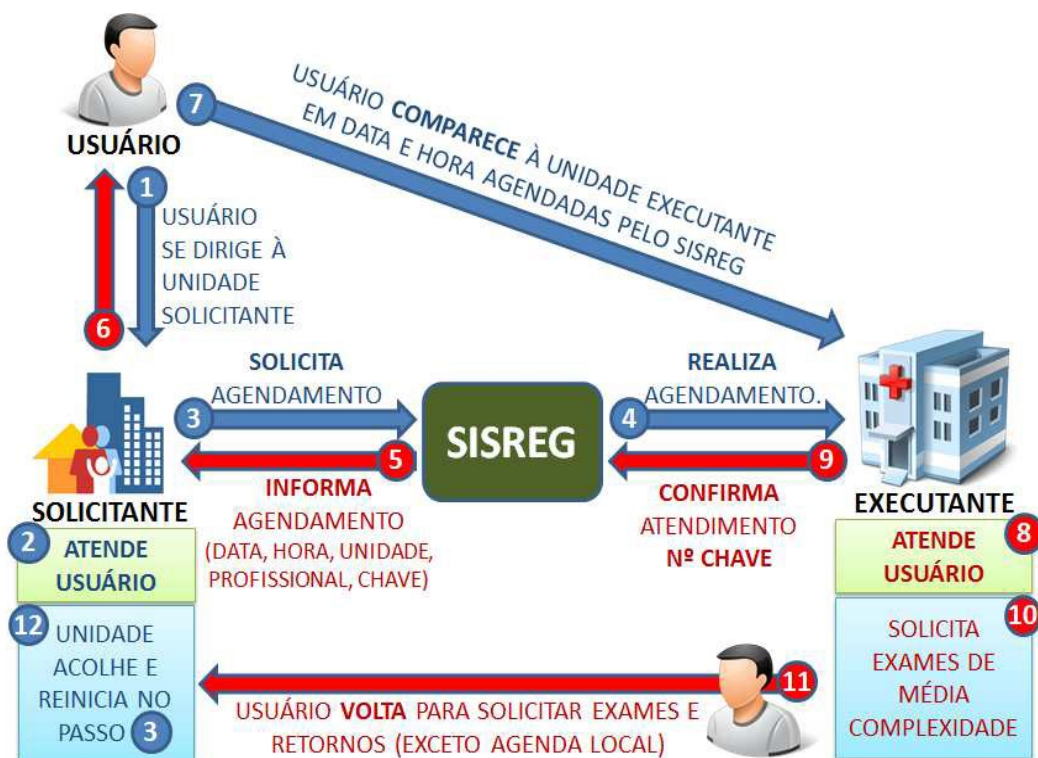 7
USUÁRIO COMPARECE À UNIDADE EXECUTANTE
EM DATA E HORA AGENDADAS PELO SISREG
USUÁRIO
1
USUÁRIO
SE DIRIGE À
UNIDADE
SOLICITANTE
6
SOLICITA
AGENDAMENTO
3
REALIZA
AGENDAMENTO.
4
SISREG
5
INFORMA
AGENDAMENTO
(DATA, HORA, UNIDADE,
PROFISSIONAL, CHAVE)
9
CONFIRMA
ATENDIMENTO
Nº CHAVE
SOLICITANTE
2
ATENDE
USUÁRIO
12
UNIDADE
ACOLHE E
REINICIA NO
PASSO 3
EXECUTANTE
8
ATENDE
USUÁRIO
10
SOLICITA
EXAMES DE
MÉDIA
COMPLEXIDADE
11
USUÁRIO VOLTA PARA SOLICITAR EXAMES E
RETORNOS (EXCETO AGENDA LOCAL)